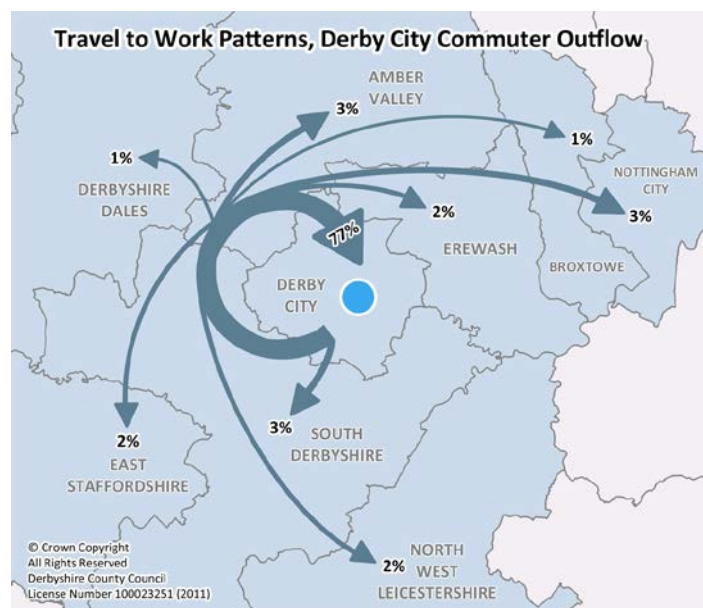 Travel to Work Patterns, Derby City Commuter Outflow
AMBER
VALLEY
3%
1%
1%
DERBYSHIRE
DALES
NOTTINGHAM
CITY
2%
3%
77%
EREWASH
BROXTOWE
DERBY
CITY
3%
SOUTH
DERBYSHIRE
2%
EAST
STAFFORDSHIRE
2%
NORTH
WEST
LEICESTERSHIRE
© Crown Copyright
All Rights Reserved
Derbyshire County Council
License Number 100023251 (2011)